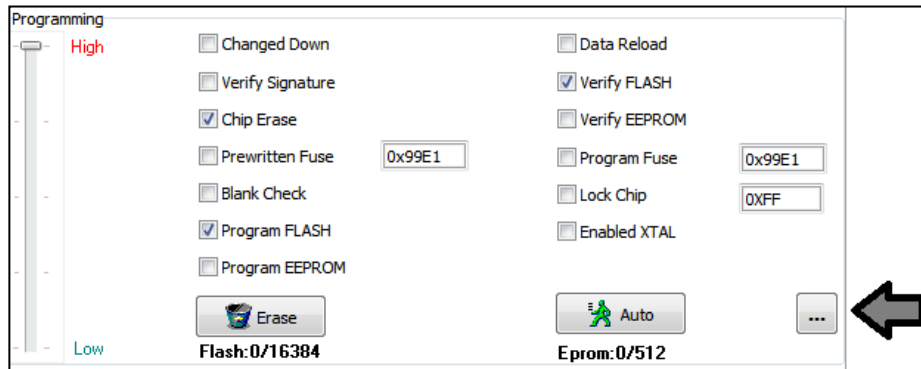 Programming
High
Changed Down
Data Reload
Verify Signature
Verify FLASH
Chip Erase
Verify EEPROM
Prewritten Fuse 0x99E1
Program Fuse 0x99E1
Blank Check
Lock Chip 0XFF
Program FLASH
Enabled XTAL
Program EEPROM
Erase
Auto
...
Low
Flash:0/16384
Eprom:0/512